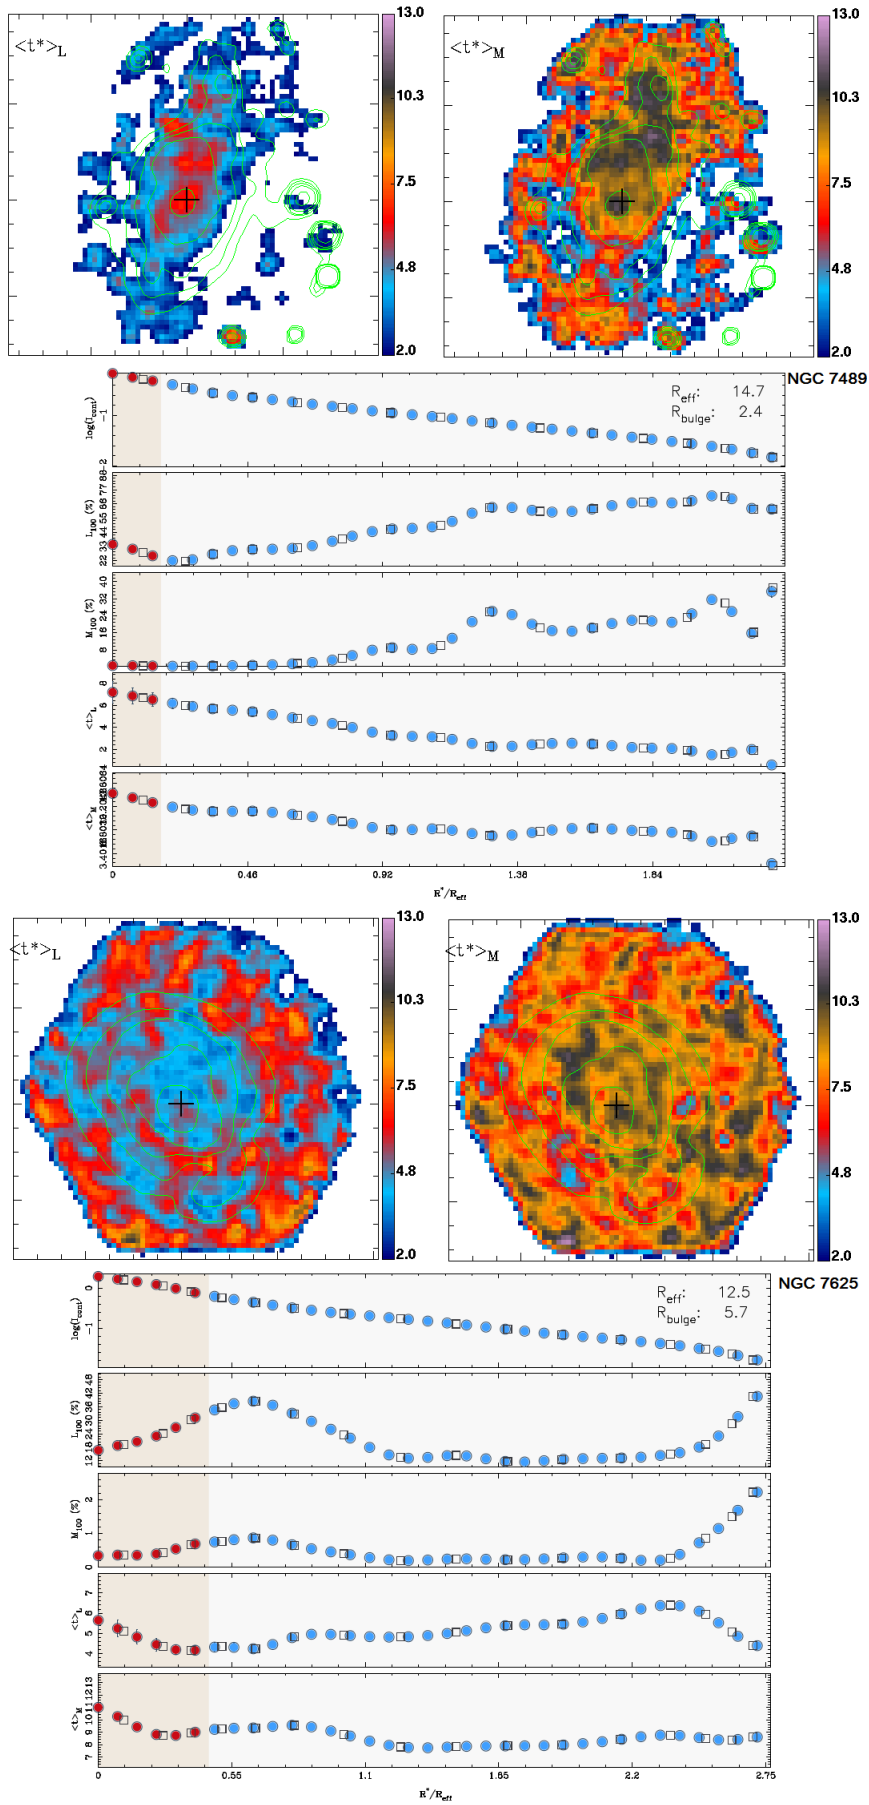 <t*>L
13.0
10.3
7.5
4.8
2.0
<t*>M
13.0
10.3
7.5
4.8
2.0
NGC 7489
Reff: 14.7
Rbulge: 2.4
log(Icont)
-1
-2
L100 (%)
22 33 44 55 66 77 88
M100 (%)
8 16 24 32 40
<t>L
2 4 6 8
<t>M
0 0.46 0.92 1.38 1.84
R*/Reff
<t*>L
13.0
10.3
7.5
4.8
2.0
<t*>M
13.0
10.3
7.5
4.8
2.0
NGC 7625
Reff: 12.5
Rbulge: 5.7
log(Icont)
0
-1
L100 (%)
12 18 24 30 36 42 48
M100 (%)
0 1 2
<t>L
4 5 6 7
<t>M
7 8 9 10 11 12 13
0 0.55 1.1 1.65 2.2 2.75
R*/Reff